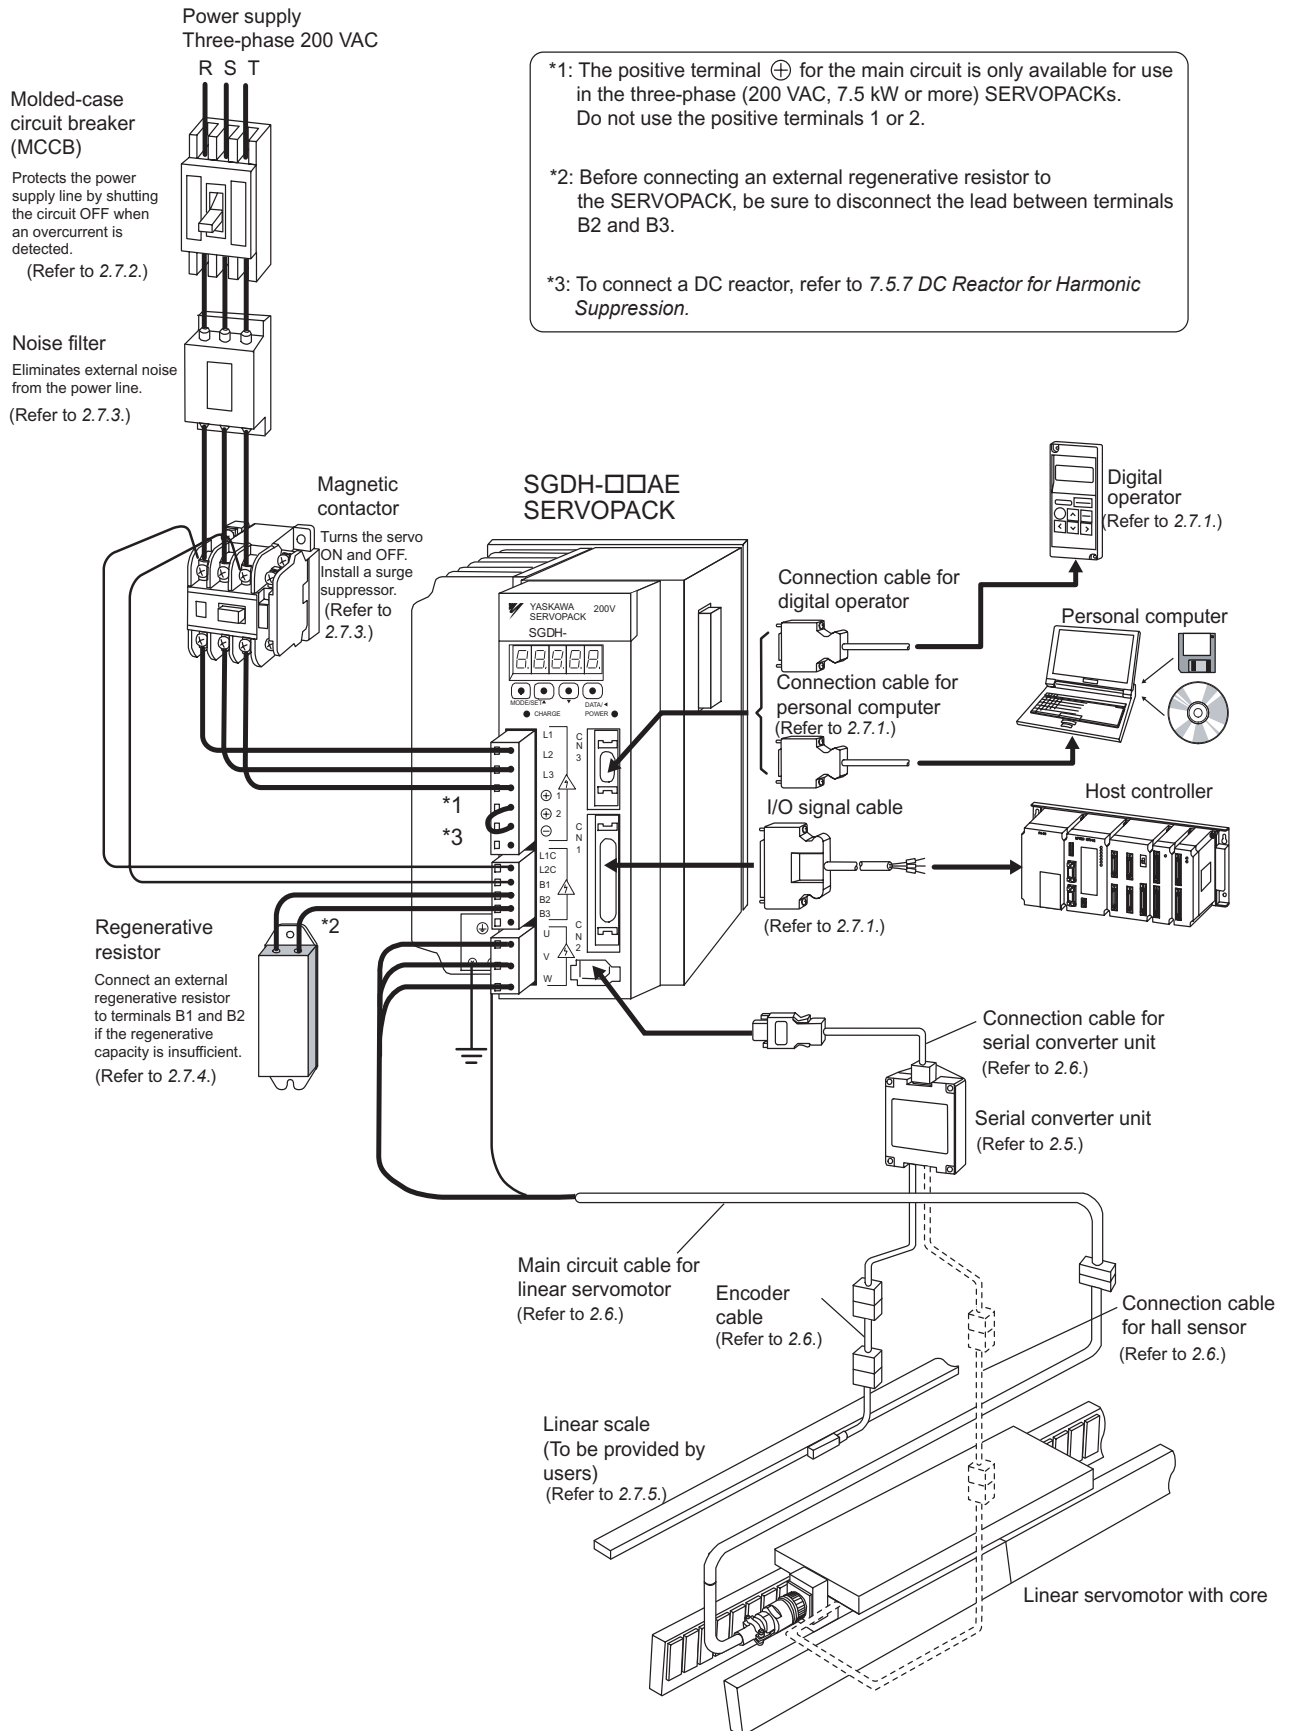 Power supply
Three-phase 200 VAC
R S T
Molded-case
circuit breaker
(MCCB)
Protects the power
supply line by shutting
the circuit OFF when
an overcurrent is
detected.
(Refer to 2.7.2.)
*1: The positive terminal ⊕ for the main circuit is only available for use
in the three-phase (200 VAC, 7.5 kW or more) SERVOPACKs.
Do not use the positive terminals 1 or 2.
*2: Before connecting an external regenerative resistor to
the SERVOPACK, be sure to disconnect the lead between terminals
B2 and B3.
*3: To connect a DC reactor, refer to 7.5.7 DC Reactor for Harmonic
Suppression.
Noise filter
Eliminates external noise
from the power line.
(Refer to 2.7.3.)
Magnetic
contactor
Turns the servo
ON and OFF.
Install a surge
suppressor.
(Refer to
2.7.3.)
SGDH-□□AE
SERVOPACK
YASKAWA
SERVOPACK
200V
SGDH-
8.8.8.8.8.
MODE/SET▲
▼
DATA/◄
CHARGE
POWER
L1
L2
L3
⊕ 1
⊕ 2
⊖
L1C
L2C
B1
B2
B3
U
V
W
CN3
CN1
CN2
*1
*3
*2
Digital
operator
(Refer to 2.7.1.)
Connection cable for
digital operator
Personal computer
Connection cable for
personal computer
(Refer to 2.7.1.)
I/O signal cable
(Refer to 2.7.1.)
Host controller
Regenerative
resistor
Connect an external
regenerative resistor
to terminals B1 and B2
if the regenerative
capacity is insufficient.
(Refer to 2.7.4.)
Connection cable for
serial converter unit
(Refer to 2.6.)
Serial converter unit
(Refer to 2.5.)
Main circuit cable for
linear servomotor
(Refer to 2.6.)
Encoder
cable
(Refer to 2.6.)
Connection cable
for hall sensor
(Refer to 2.6.)
Linear scale
(To be provided by
users)
(Refer to 2.7.5.)
Linear servomotor with core